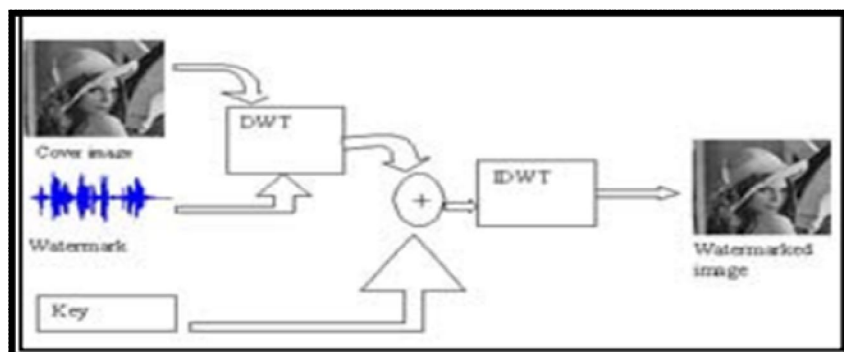 Cover image
DWT
Watermark
Key
+
IDWT
Watermarked
image